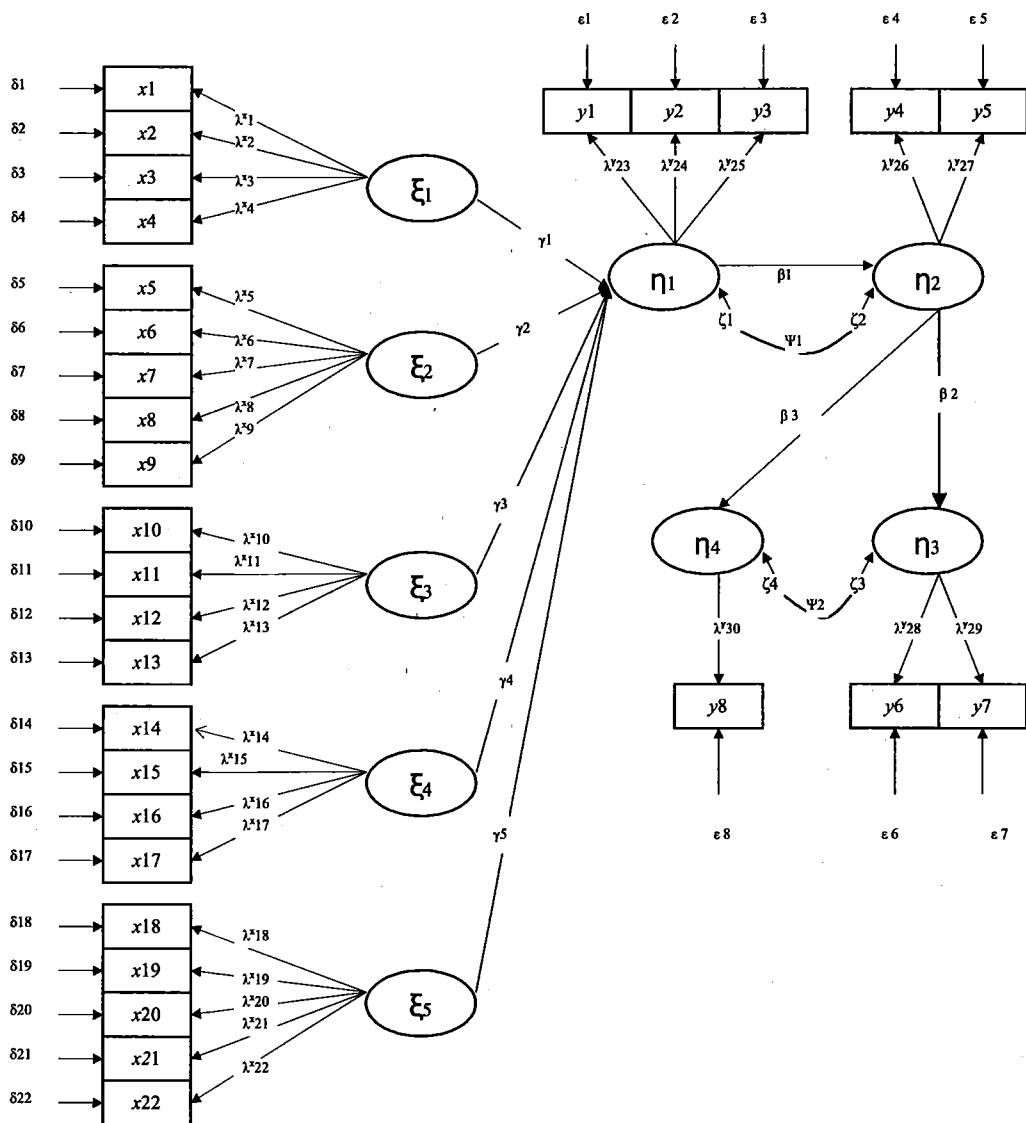 ε1 ε2 ε3 ε4 ε5
y1 y2 y3 y4 y5
λʸ23 λʸ24 λʸ25 λʸ26 λʸ27
δ1 x1 λˣ1
δ2 x2 λˣ2
δ3 x3 λˣ3
δ4 x4 λˣ4
ξ1
γ1
δ5 x5 λˣ5
δ6 x6 λˣ6
δ7 x7 λˣ7
δ8 x8 λˣ8
δ9 x9 λˣ9
ξ2
γ2
η1 β1 η2
ζ1 Ψ1 ζ2
β3 β2
δ10 x10 λˣ10
δ11 x11 λˣ11
δ12 x12 λˣ12
δ13 x13 λˣ13
ξ3
γ3
η4 η3
ζ4 Ψ2 ζ3
λʸ30 λʸ28 λʸ29
y8 y6 y7
ε8 ε6 ε7
δ14 x14 λˣ14
δ15 x15 λˣ15
δ16 x16 λˣ16
δ17 x17 λˣ17
ξ4
γ4
γ5
δ18 x18 λˣ18
δ19 x19 λˣ19
δ20 x20 λˣ20
δ21 x21 λˣ21
δ22 x22 λˣ22
ξ5